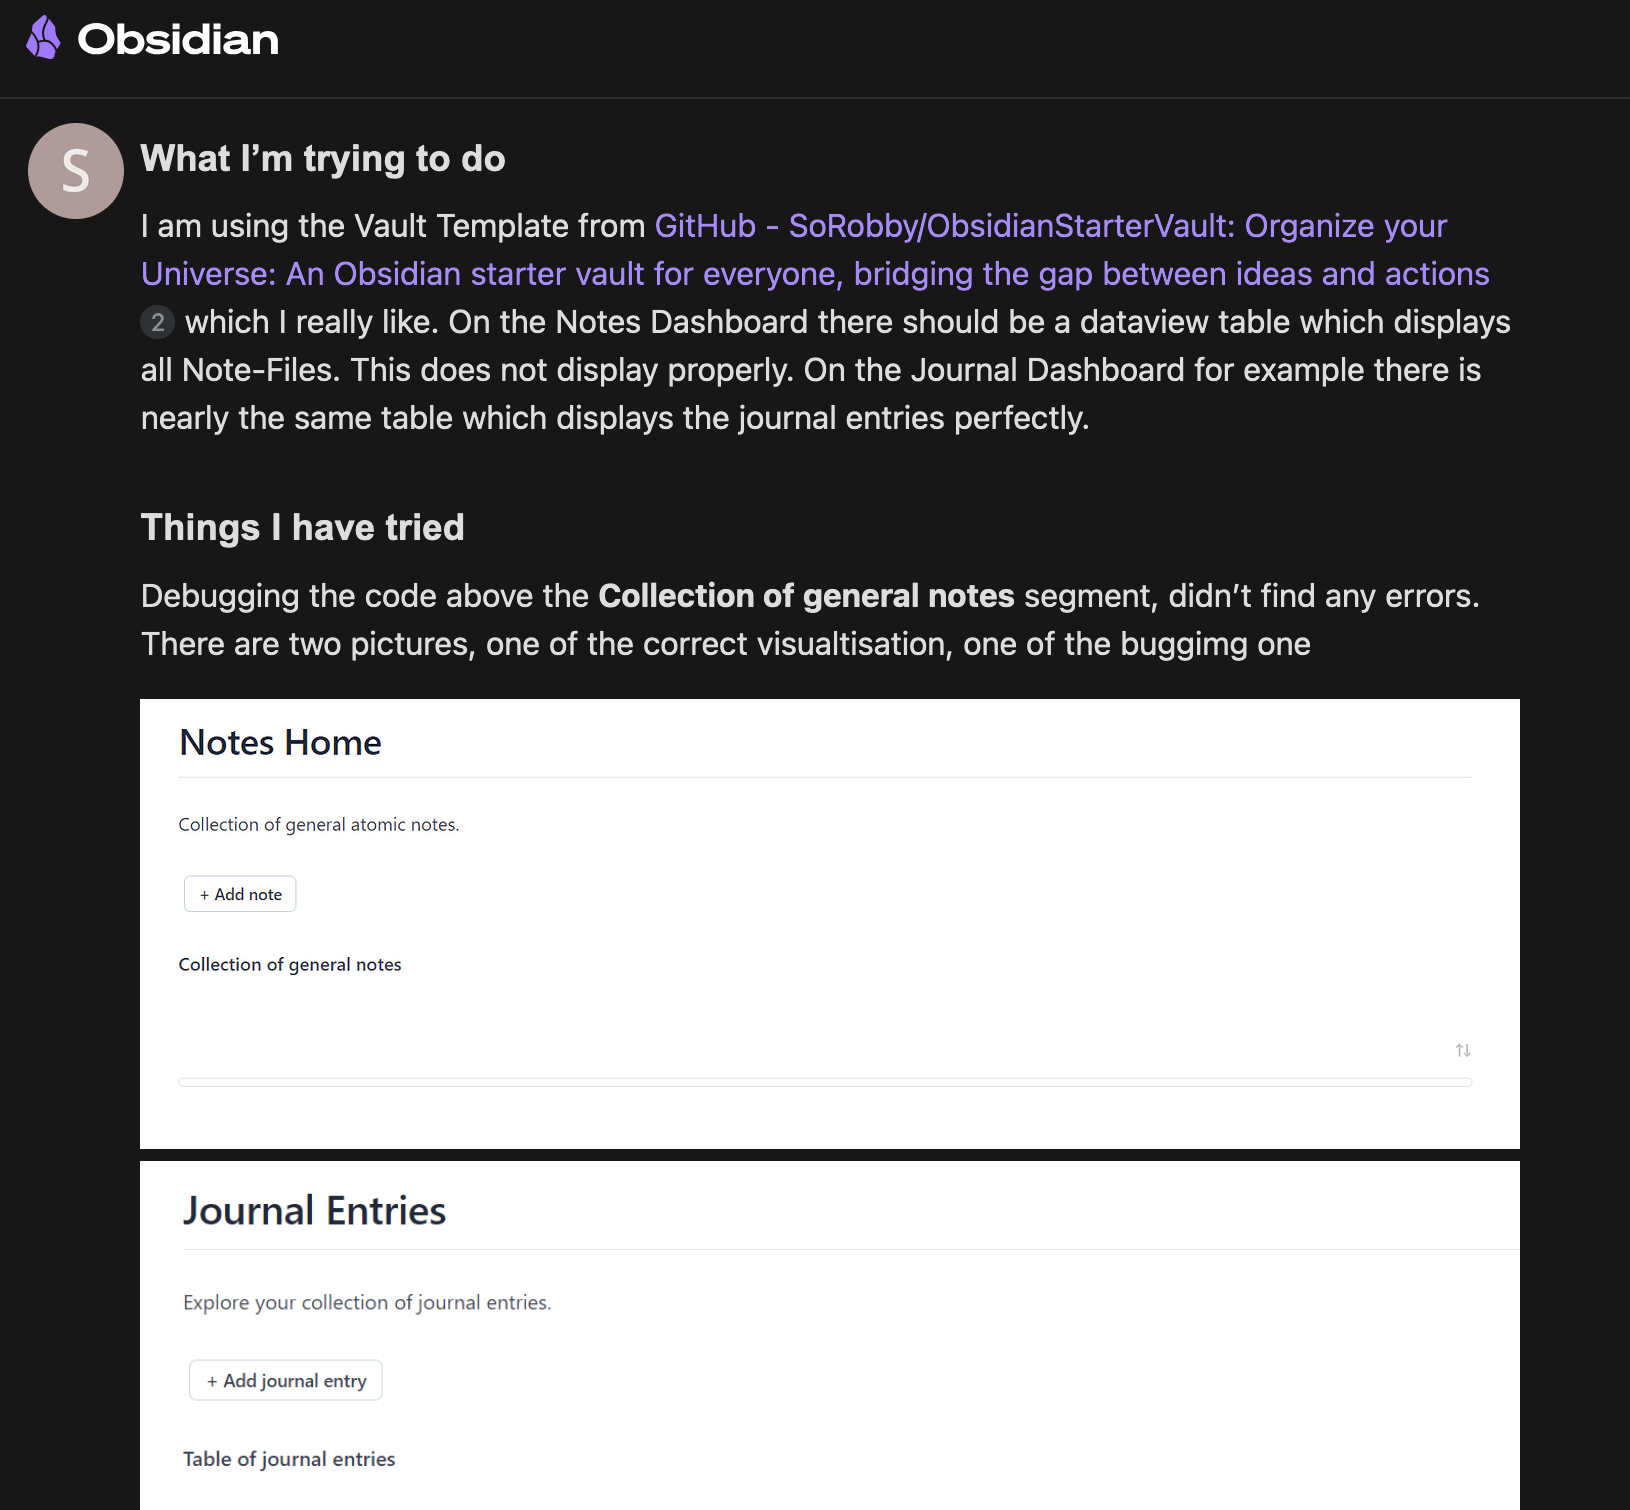 Obsidian
S
What I’m trying to do
I am using the Vault Template from GitHub - SoRobby/ObsidianStarterVault: Organize your
Universe: An Obsidian starter vault for everyone, bridging the gap between ideas and actions
2 which I really like. On the Notes Dashboard there should be a dataview table which displays
all Note-Files. This does not display properly. On the Journal Dashboard for example there is
nearly the same table which displays the journal entries perfectly.
Things I have tried
Debugging the code above the Collection of general notes segment, didn’t find any errors.
There are two pictures, one of the correct visualtisation, one of the buggimg one
Notes Home
Collection of general atomic notes.
+ Add note
Collection of general notes
Journal Entries
Explore your collection of journal entries.
+ Add journal entry
Table of journal entries